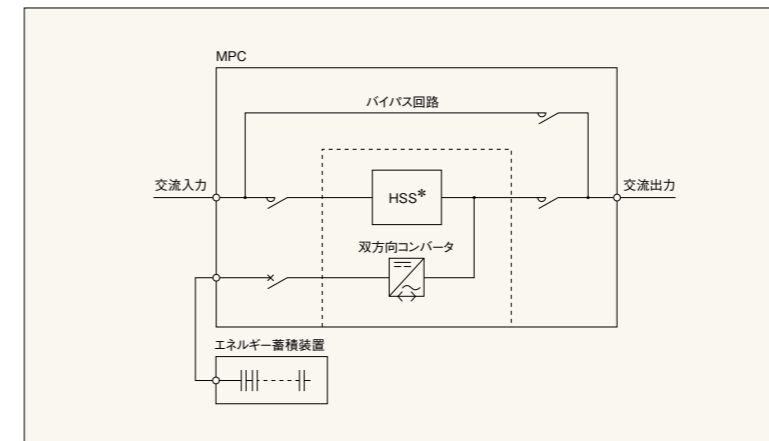 MPC
バイパス回路
交流入力
HSS*
交流出力
双方向コンバータ
エネルギー蓄積装置